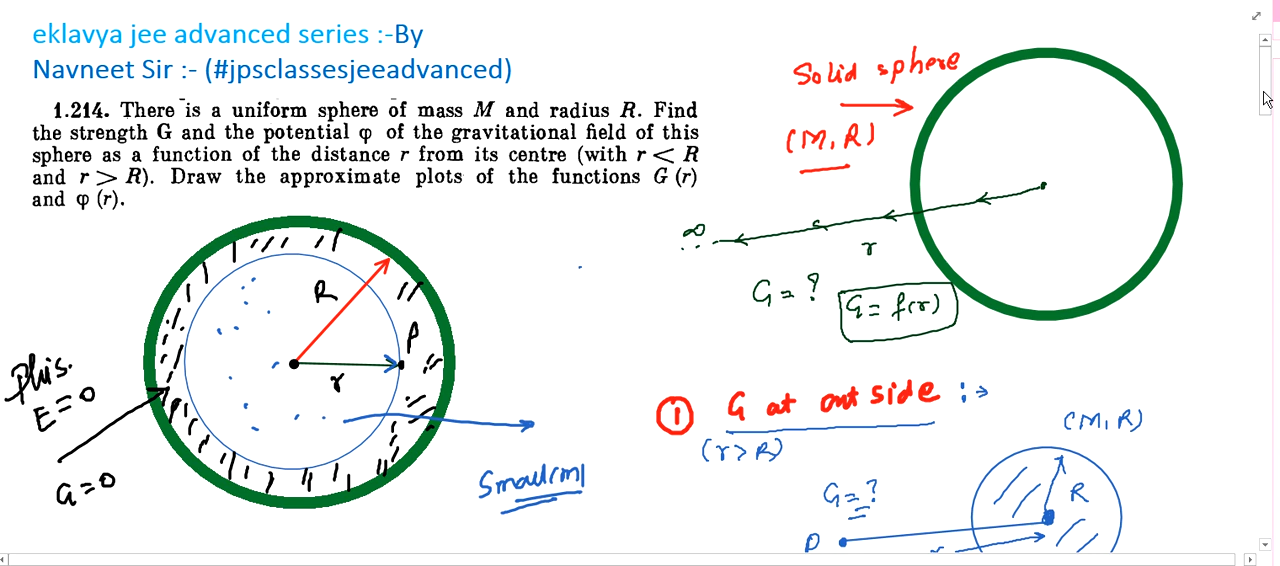 eklavya jee advanced series :-By
Navneet Sir :- (#jpsclassesjeeadvanced)
1.214. There is a uniform sphere of mass M and radius R. Find
the strength G and the potential φ of the gravitational field of this
sphere as a function of the distance r from its centre (with r < R
and r > R). Draw the approximate plots of the functions G (r)
and φ (r).
Solid sphere
(M, R)
∞
r
G = ?
G = f(r)
R
P
r
E=0
G=0
Small(m)
① G at out side :→
(r > R)
(M, R)
G = ?
R
P
r